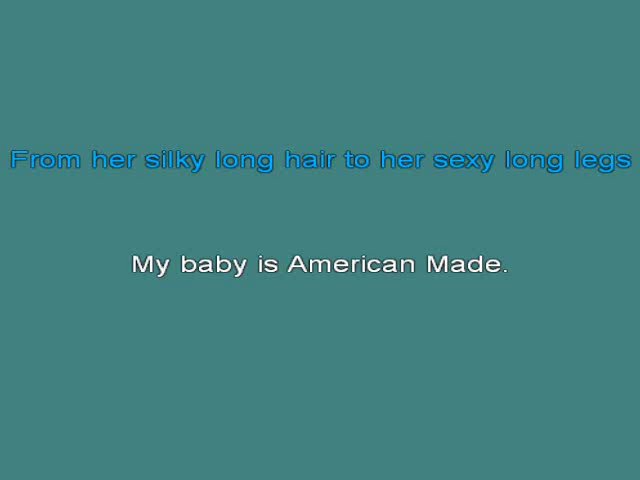 From her silky long hair to her sexy long legs
My baby is American Made.